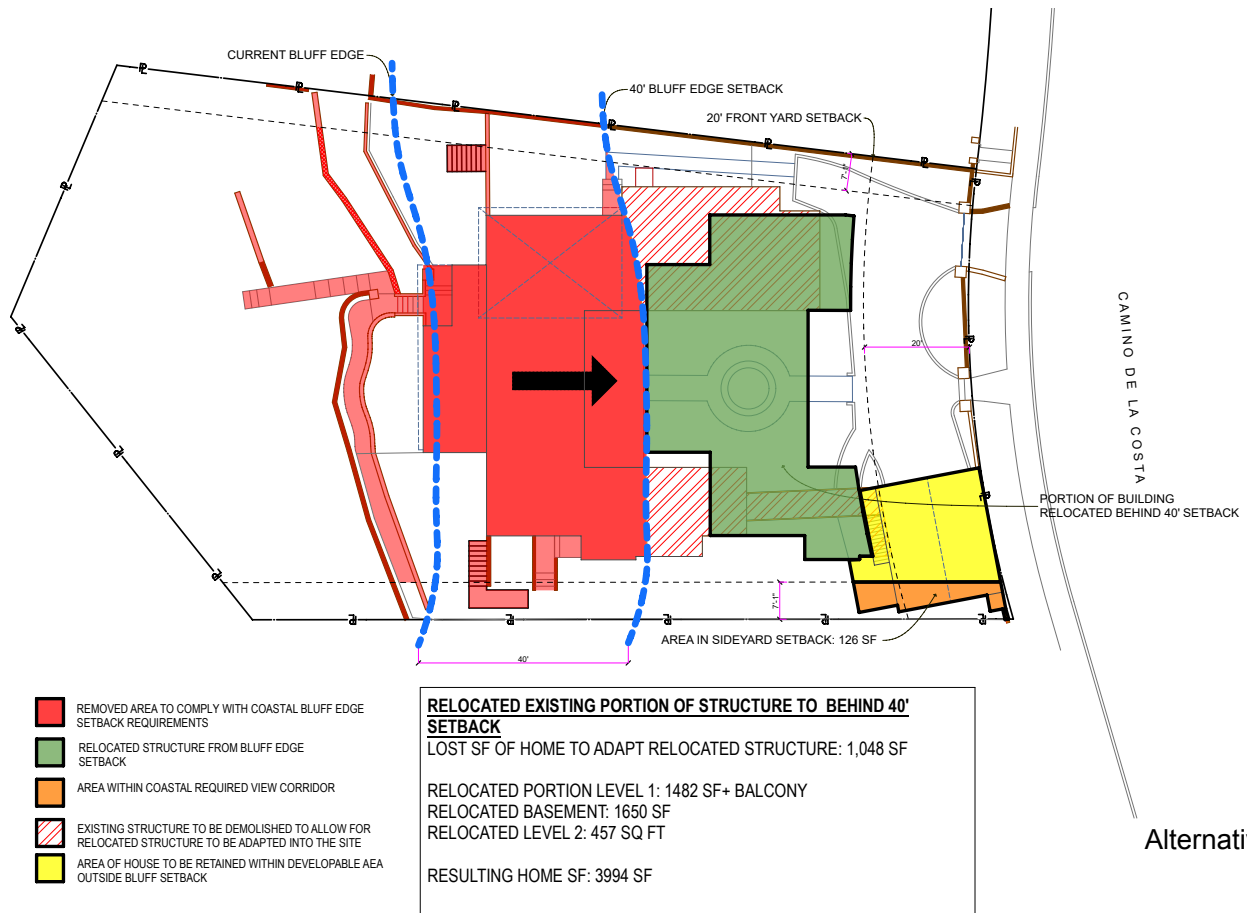 CURRENT BLUFF EDGE
40' BLUFF EDGE SETBACK
20' FRONT YARD SETBACK
7'-1"
20'
CAMINO DE LA COSTA
PORTION OF BUILDING
RELOCATED BEHIND 40' SETBACK
7'-1"
AREA IN SIDEYARD SETBACK: 126 SF
40'
REMOVED AREA TO COMPLY WITH COASTAL BLUFF EDGE
SETBACK REQUIREMENTS
RELOCATED STRUCTURE FROM BLUFF EDGE
SETBACK
AREA WITHIN COASTAL REQUIRED VIEW CORRIDOR
EXISTING STRUCTURE TO BE DEMOLISHED TO ALLOW FOR
RELOCATED STRUCTURE TO BE ADAPTED INTO THE SITE
AREA OF HOUSE TO BE RETAINED WITHIN DEVELOPABLE AEA
OUTSIDE BLUFF SETBACK
RELOCATED EXISTING PORTION OF STRUCTURE TO BEHIND 40'
SETBACK
LOST SF OF HOME TO ADAPT RELOCATED STRUCTURE: 1,048 SF
RELOCATED PORTION LEVEL 1: 1482 SF+ BALCONY
RELOCATED BASEMENT: 1650 SF
RELOCATED LEVEL 2: 457 SQ FT
RESULTING HOME SF: 3994 SF
Alternati